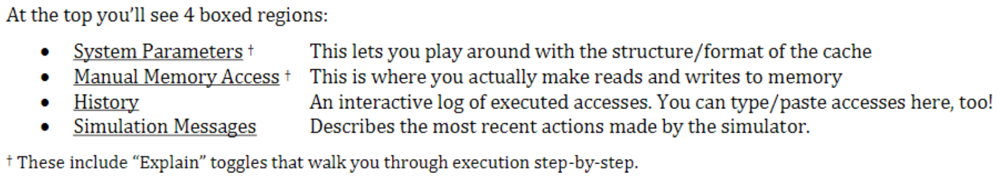 At the top you’ll see 4 boxed regions:
• System Parameters † This lets you play around with the structure/format of the cache
• Manual Memory Access † This is where you actually make reads and writes to memory
• History An interactive log of executed accesses. You can type/paste accesses here, too!
• Simulation Messages Describes the most recent actions made by the simulator.
† These include “Explain” toggles that walk you through execution step-by-step.